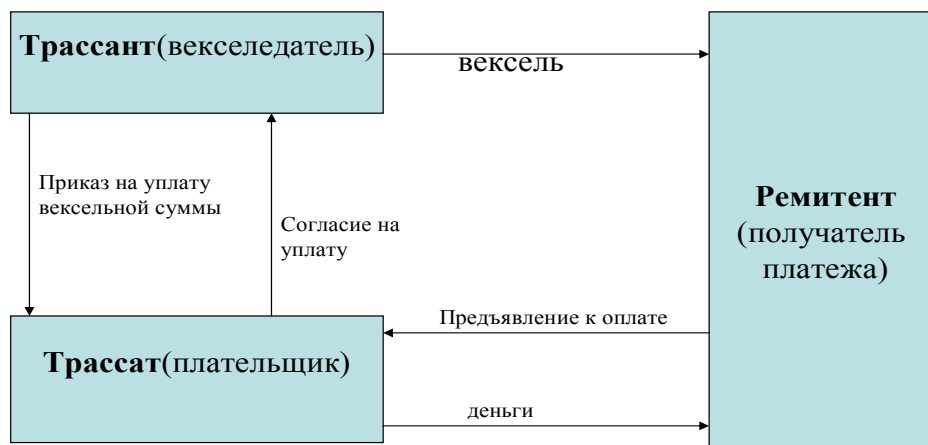 Трассант(векселедатель)
вексель
Приказ на уплату
вексельной суммы
Согласие на
уплату
Ремитент
(получатель
платежа)
Предъявление к оплате
Трассат(плательщик)
деньги